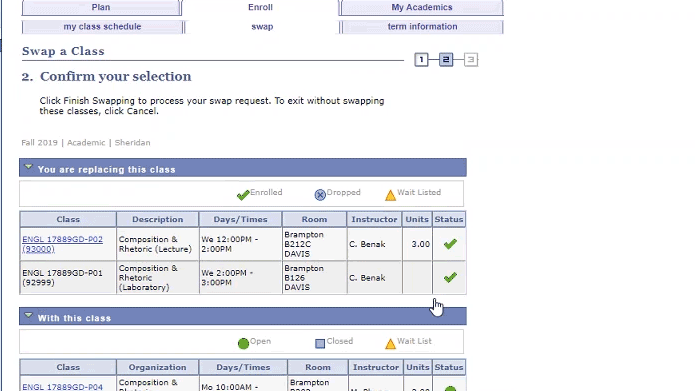 Plan Enroll My Academics
my class schedule swap term information
Swap a Class
1 2 3
2. Confirm your selection
Click Finish Swapping to process your swap request. To exit without swapping
these classes, click Cancel.
Fall 2019 | Academic | Sheridan
You are replacing this class
Enrolled Dropped Wait Listed
Class Description Days/Times Room Instructor Units Status
ENGL 17889GD-P02
(93000)
Composition &
Rhetoric (Lecture)
We 12:00PM -
2:00PM
Brampton
B212C
DAVIS
C. Benak
3.00
ENGL 17889GD-P01
(92999)
Composition &
Rhetoric
(Laboratory)
We 2:00PM -
3:00PM
Brampton
B126
DAVIS
C. Benak
With this class
Open Closed Wait List
Class Organization Days/Times Room Instructor Units Status
ENGL 17889GD-P04
Composition &
Mo 10:00AM -
Brampton